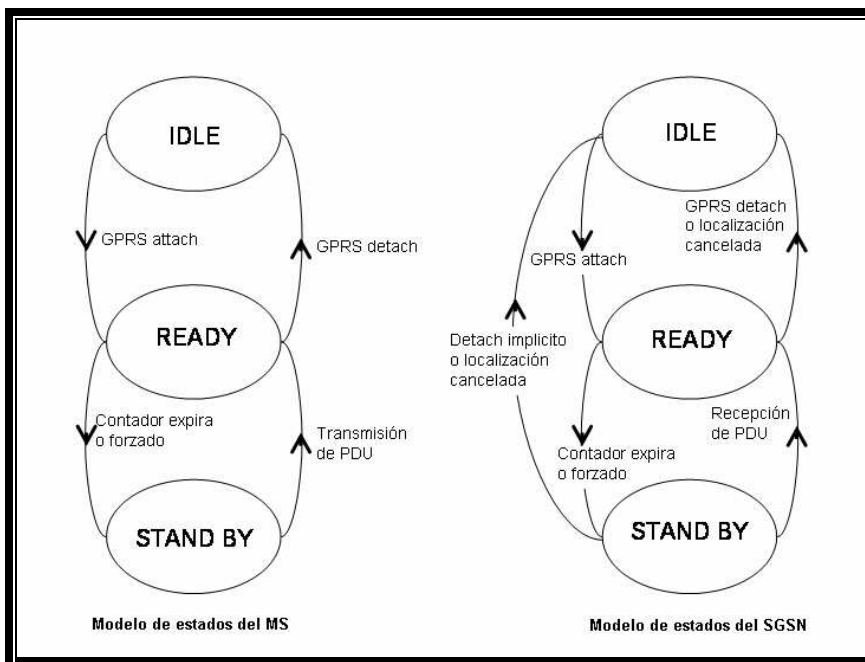 IDLE
GPRS attach
GPRS detach
READY
Contador expira
o forzado
Transmisión
de PDU
STAND BY
Modelo de estados del MS
IDLE
GPRS detach
o localización
cancelada
GPRS attach
Detach implicito
o localización
cancelada
READY
Recepción
de PDU
Contador expira
o forzado
STAND BY
Modelo de estados del SGSN